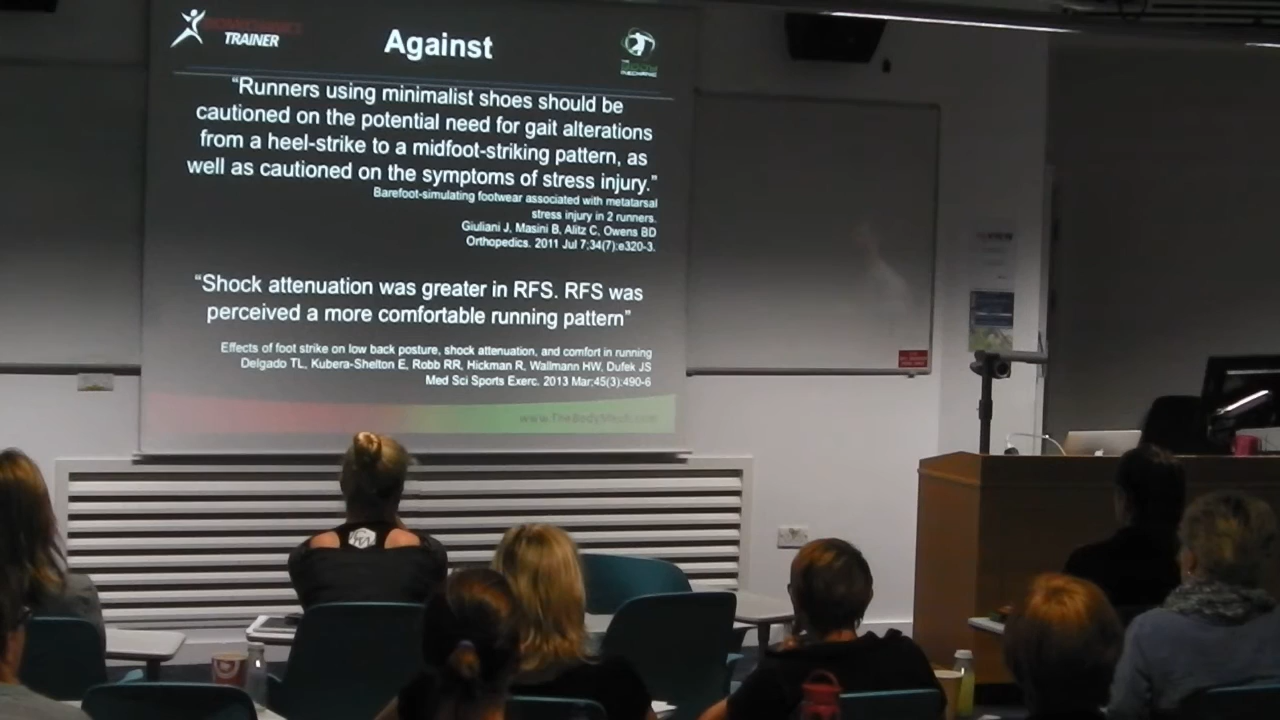 TRAINER
Against
“Runners using minimalist shoes should be
cautioned on the potential need for gait alterations
from a heel-strike to a midfoot-striking pattern, as
well as cautioned on the symptoms of stress injury.”
Barefoot-simulating footwear associated with metatarsal
stress injury in 2 runners.
Giuliani J, Masini B, Alitz C, Owens BD
Orthopedics. 2011 Jul 7;34(7):e320-3.
“Shock attenuation was greater in RFS. RFS was
perceived a more comfortable running pattern”
Effects of foot strike on low back posture, shock attenuation, and comfort in running
Delgado TL, Kubera-Shelton E, Robb RR, Hickman R, Wallmann HW, Dufek JS
Med Sci Sports Exerc. 2013 Mar;45(3):490-6
www.TheBodyMech.com